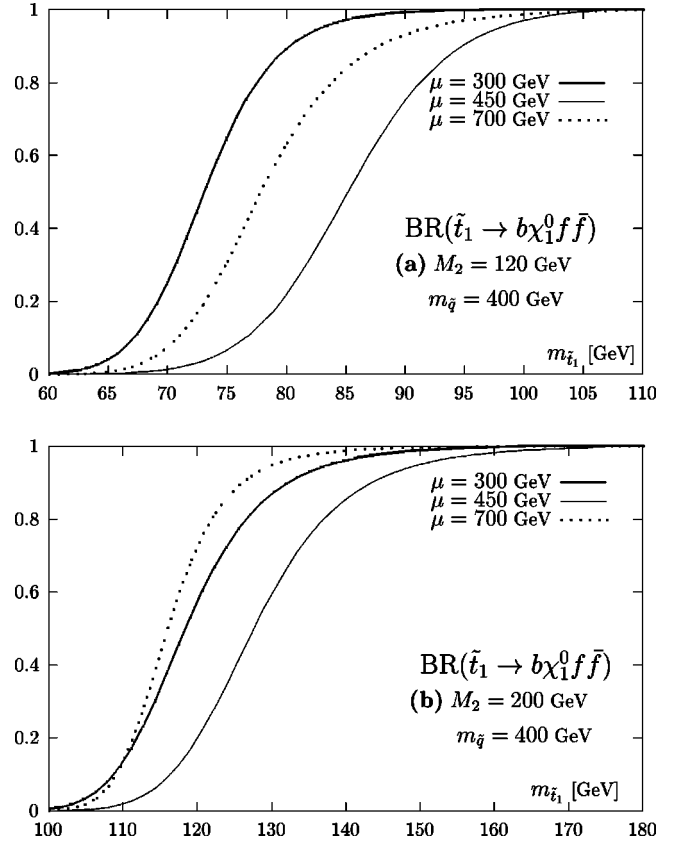 1
0.8
0.6
0.4
0.2
0
μ = 300 GeV
μ = 450 GeV
μ = 700 GeV
BR(t̃₁ → bχ₁⁰ f f̄)
(a) M₂ = 120 GeV
m_q̃ = 400 GeV
m_t̃₁ [GeV]
60 65 70 75 80 85 90 95 100 105 110
1
0.8
0.6
0.4
0.2
0
μ = 300 GeV
μ = 450 GeV
μ = 700 GeV
BR(t̃₁ → bχ₁⁰ f f̄)
(b) M₂ = 200 GeV
m_q̃ = 400 GeV
m_t̃₁ [GeV]
100 110 120 130 140 150 160 170 180